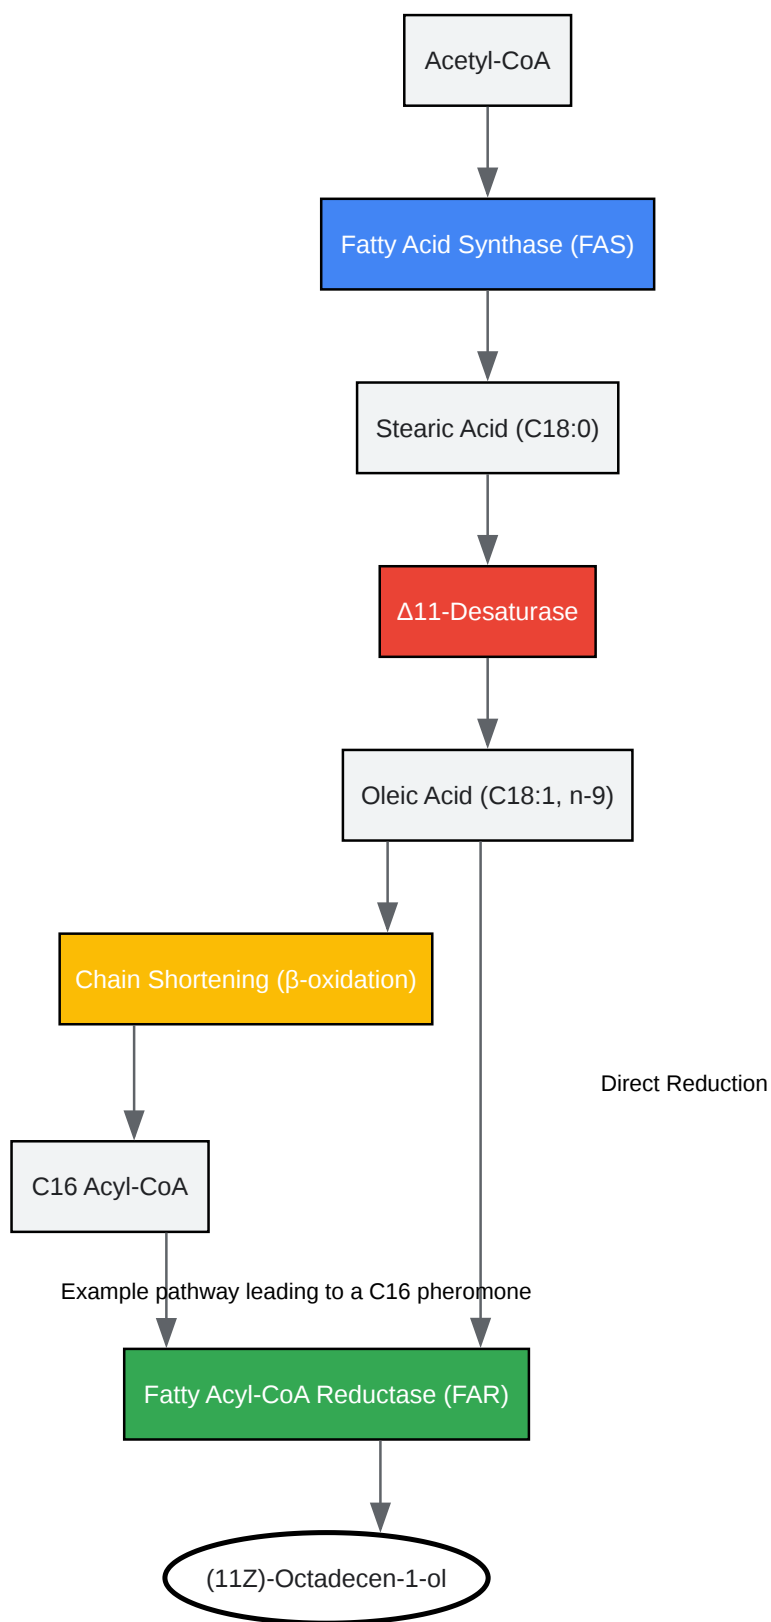 Acetyl-CoA
Fatty Acid Synthase (FAS)
Stearic Acid (C18:0)
Δ11-Desaturase
Oleic Acid (C18:1, n-9)
Chain Shortening (β-oxidation)
Direct Reduction
C16 Acyl-CoA
Example pathway leading to a C16 pheromone
Fatty Acyl-CoA Reductase (FAR)
(11Z)-Octadecen-1-ol